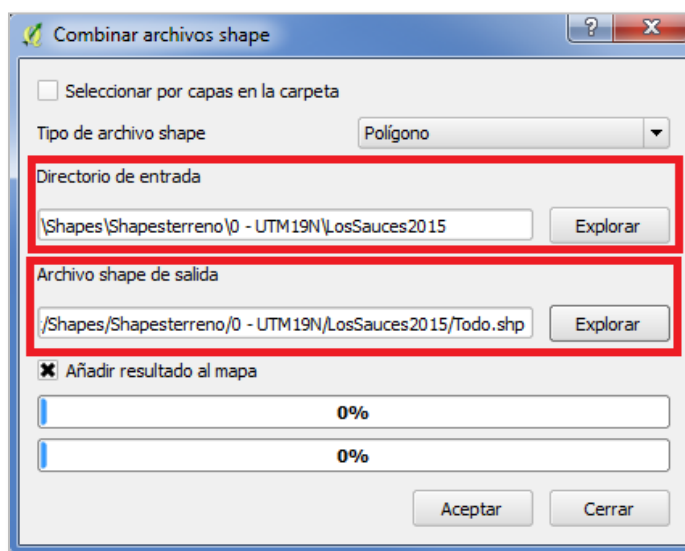 Combinar archivos shape
Seleccionar por capas en la carpeta
Tipo de archivo shape Polígono
Directorio de entrada
\Shapes\Shapesterreno\0 - UTM19N\LosSauces2015 Explorar
Archivo shape de salida
:/Shapes/Shapesterreno/0 - UTM19N/LosSauces2015/Todo.shp Explorar
Añadir resultado al mapa
0%
0%
Aceptar Cerrar